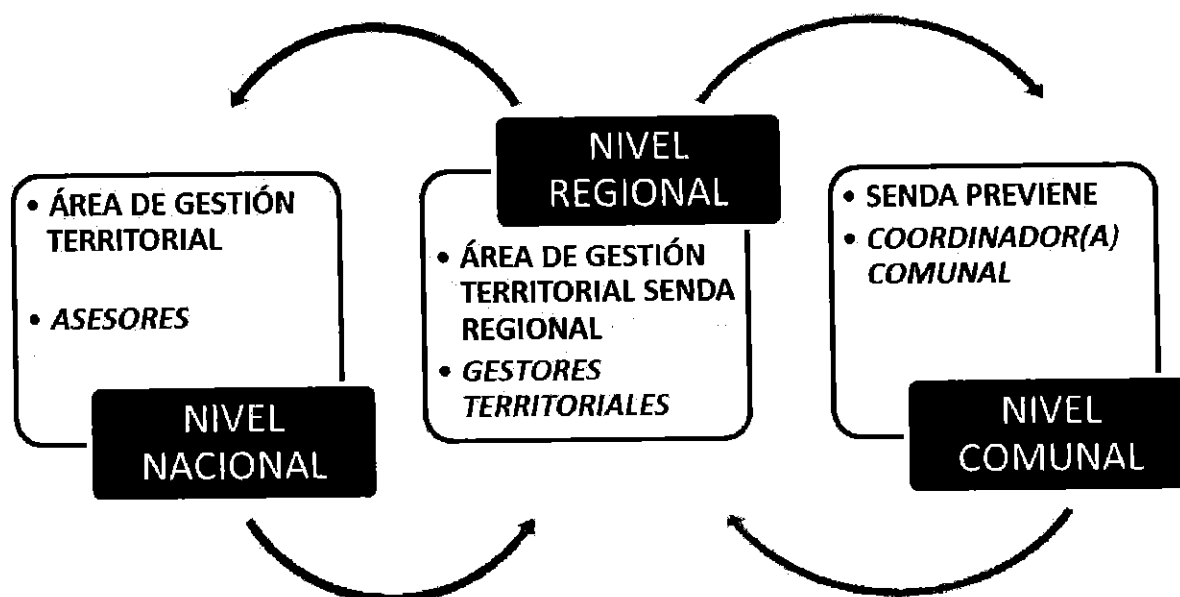 • ÁREA DE GESTIÓN
TERRITORIAL
• ASESORES
NIVEL
NACIONAL
NIVEL
REGIONAL
• ÁREA DE GESTIÓN
TERRITORIAL SENDA
REGIONAL
• GESTORES
TERRITORIALES
• SENDA PREVIENE
• COORDINADOR(A)
COMUNAL
NIVEL
COMUNAL